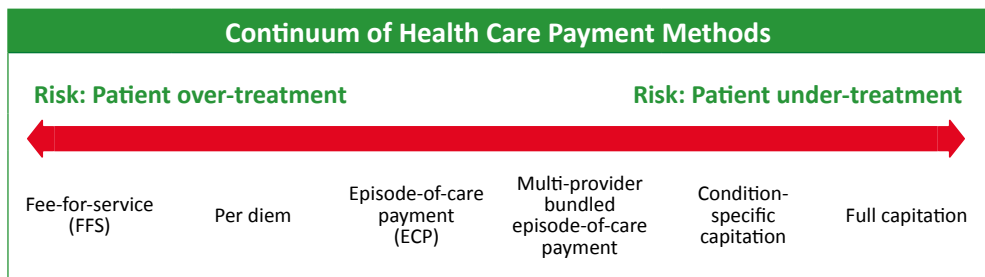 Continuum of Health Care Payment Methods
Risk: Patient over-treatment
Risk: Patient under-treatment
Fee-for-service
(FFS)
Per diem
Episode-of-care
payment
(ECP)
Multi-provider
bundled
episode-of-care
payment
Condition-
specific
capitation
Full capitation